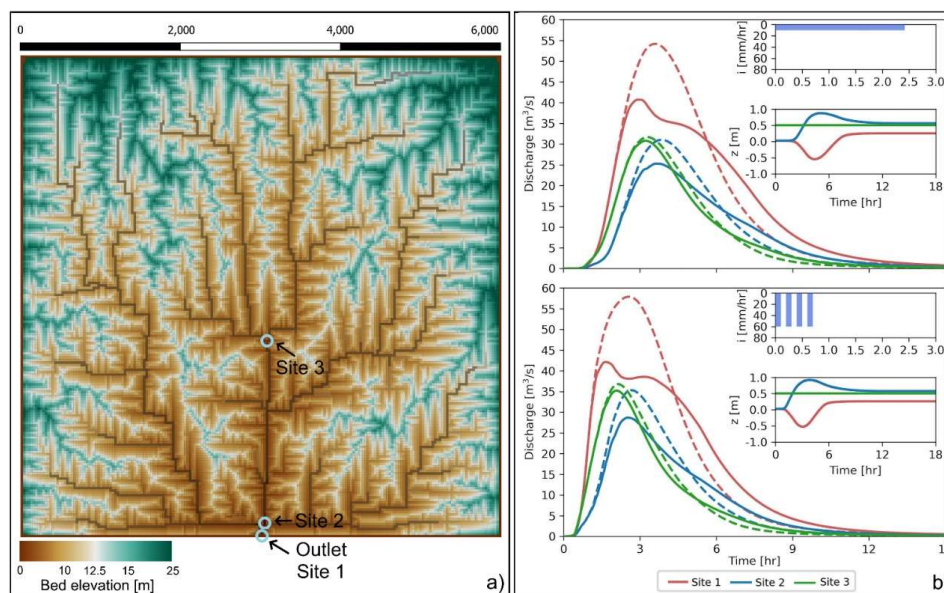 0 2,000 4,000 6,000
Site 3
Site 2
Outlet
Site 1
0 10 12.5 15 25
Bed elevation [m]
a)
60
55
50
45
40
35
30
25
20
15
10
5
0
Discharge [m³/s]
0
20
40
60
80
i [mm/hr]
0.0 0.5 1.0 1.5 2.0 2.5 3.0
1.0
0.5
0.0
-0.5
-1.0
z [m]
0 6 12 18
Time [hr]
60
55
50
45
40
35
30
25
20
15
10
5
0
Discharge [m³/s]
0
20
40
60
80
i [mm/hr]
0.0 0.5 1.0 1.5 2.0 2.5 3.0
1.0
0.5
0.0
-0.5
-1.0
z [m]
0 6 12 18
Time [hr]
0 3 6 9 12 15
Site 1 Site 2 Site 3